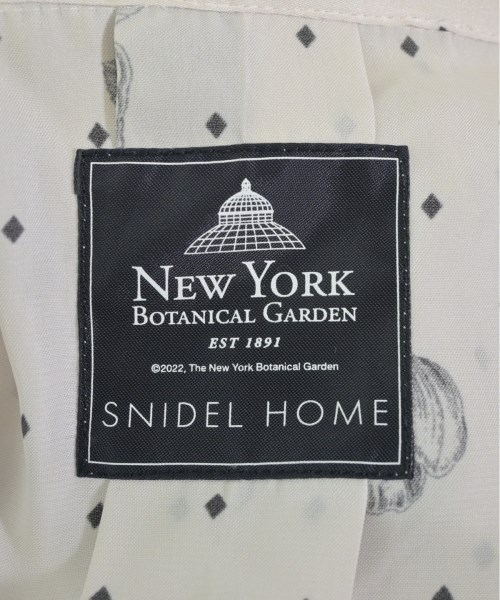 NEW YORK
BOTANICAL GARDEN
EST 1891
©2022, The New York Botanical Garden
SNIDEL HOME